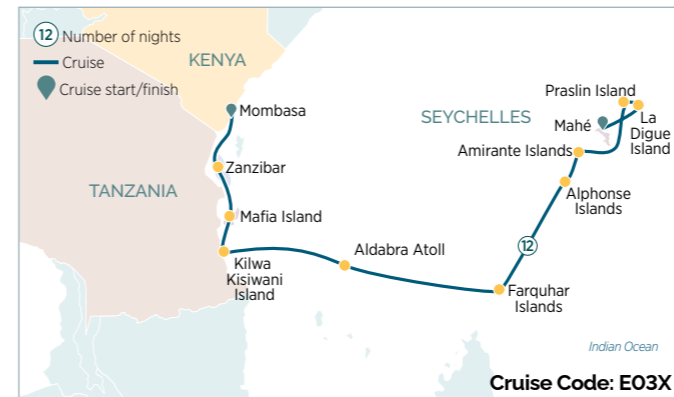 12 Number of nights
Cruise
Cruise start/finish
KENYA
Mombasa
Zanzibar
TANZANIA
Mafia Island
Kilwa
Kisiwani
Island
Aldabra Atoll
SEYCHELLES
Praslin Island
Mahé
La
Digue
Island
Amirante Islands
Alphonse
Islands
12
Farquhar
Islands
Indian Ocean
Cruise Code: E03X